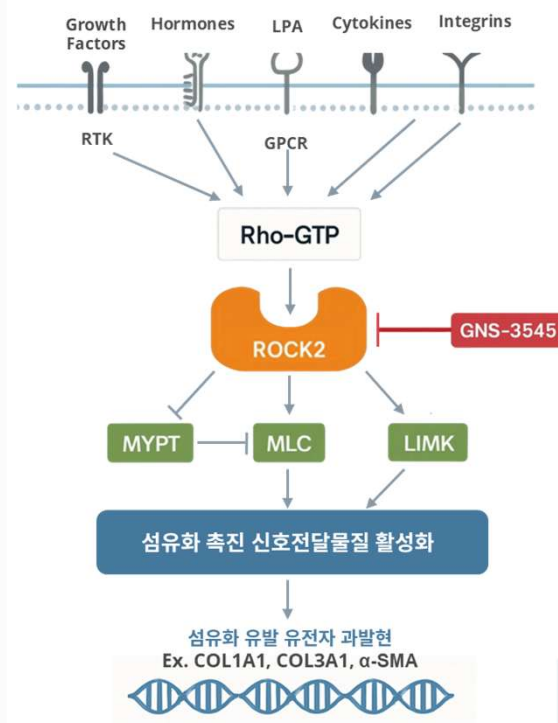 Growth
Factors
Hormones
LPA
Cytokines
Integrins
RTK
GPCR
Rho-GTP
ROCK2
GNS-3545
MYPT
MLC
LIMK
섬유화 촉진 신호전달물질 활성화
섬유화 유발 유전자 과발현
Ex. COL1A1, COL3A1, α-SMA